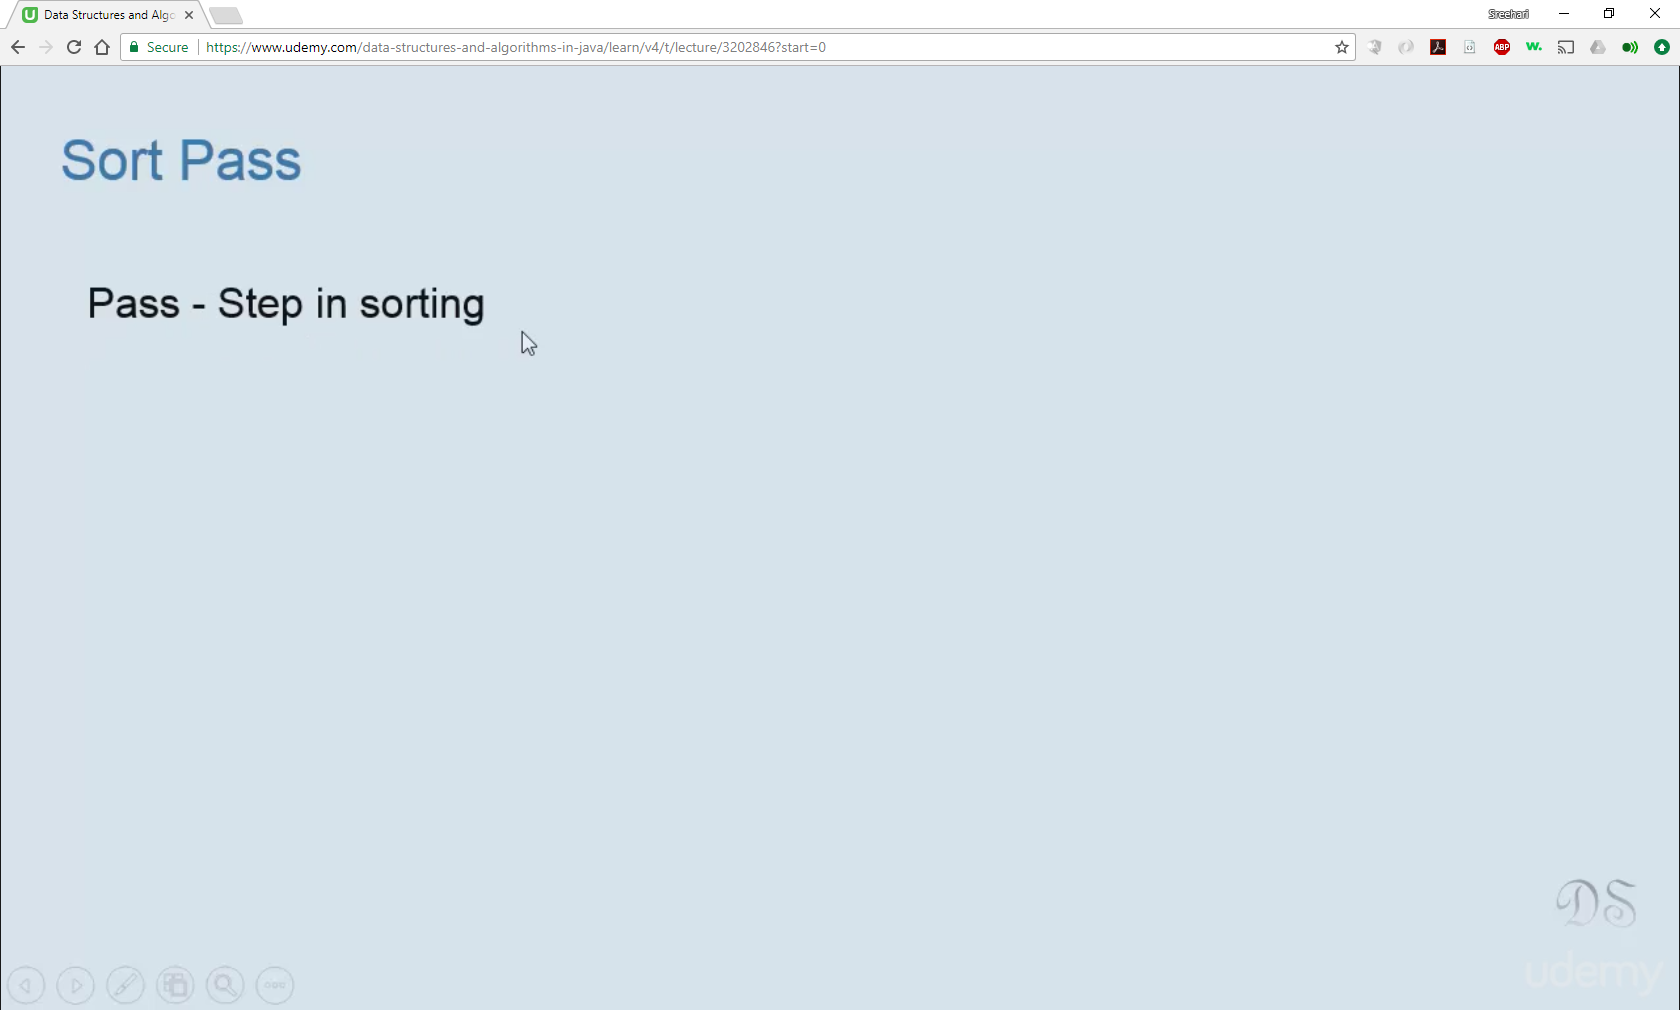 Data Structures and Algo
Sreehari
Secure
https://www.udemy.com/data-structures-and-algorithms-in-java/learn/v4/t/lecture/3202846?start=0
ABP
W.
Sort Pass
Pass - Step in sorting
DS
udemy